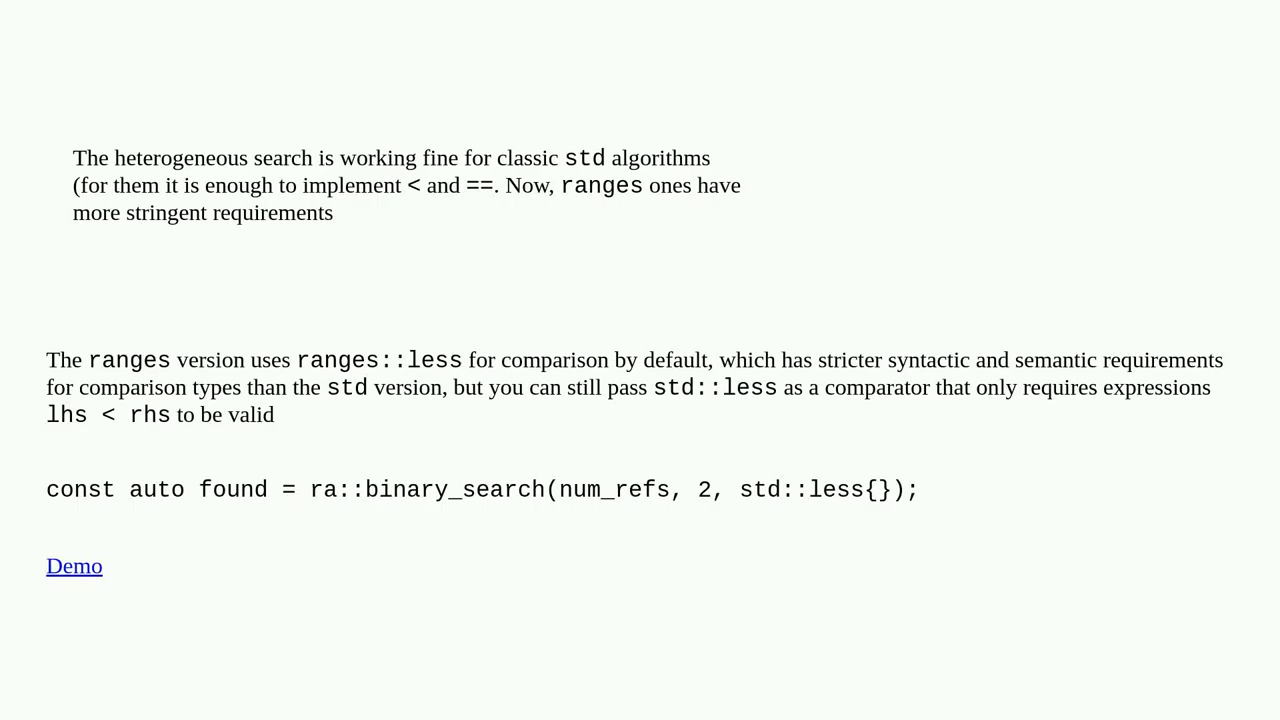 The heterogeneous search is working fine for classic std algorithms
(for them it is enough to implement < and ==. Now, ranges ones have
more stringent requirements
The ranges version uses ranges::less for comparison by default, which has stricter syntactic and semantic requirements
for comparison types than the std version, but you can still pass std::less as a comparator that only requires expressions
lhs < rhs to be valid
const auto found = ra::binary_search(num_refs, 2, std::less{});
Demo